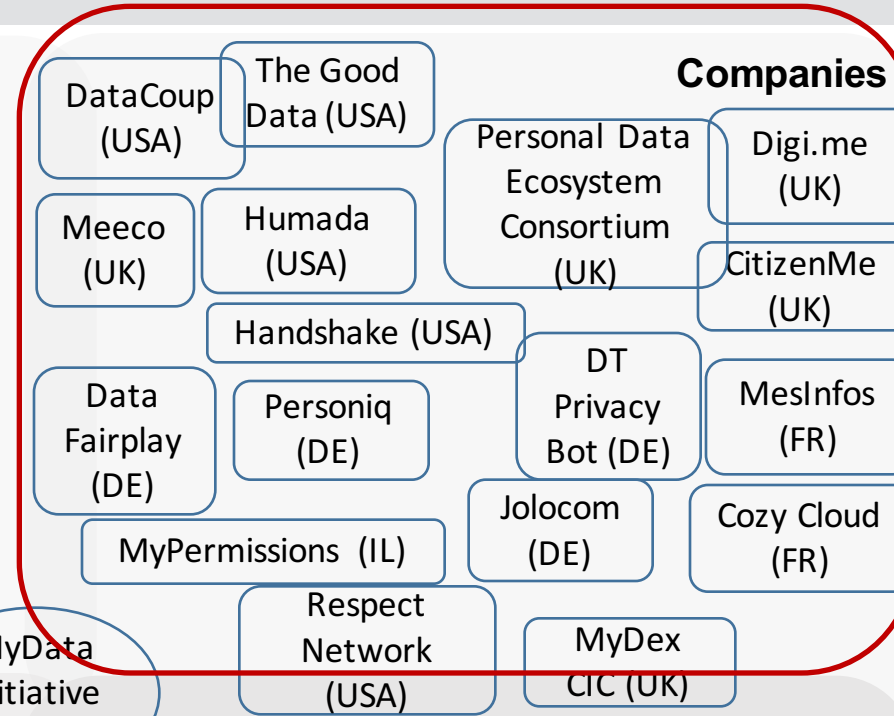 Companies
DataCoup
(USA)
The Good
Data (USA)
Personal Data
Ecosystem
Consortium
(UK)
Digi.me
(UK)
Meeco
(UK)
Humada
(USA)
CitizenMe
(UK)
Handshake (USA)
DT
Privacy
Bot (DE)
MesInfos
(FR)
Data
Fairplay
(DE)
Personiq
(DE)
Jolocom
(DE)
Cozy Cloud
(FR)
MyPermissions (IL)
Respect
Network
(USA)
MyDex
CIC (UK)
yData
itiative